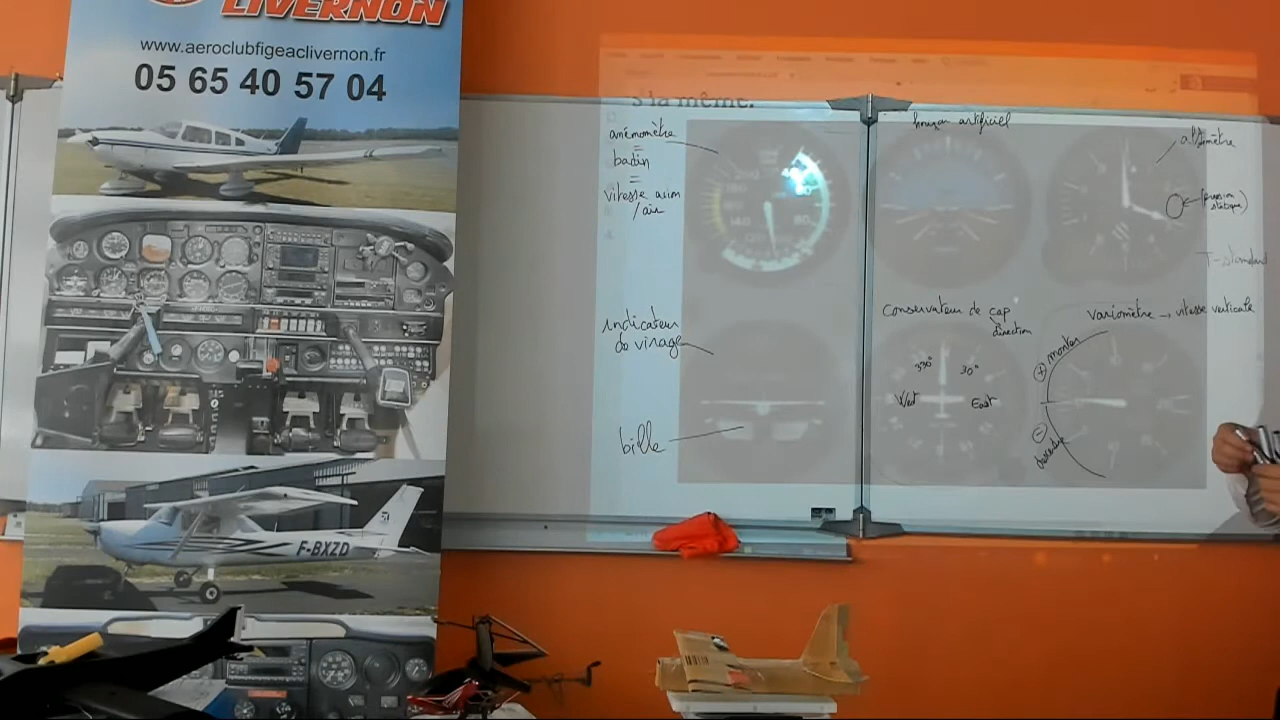 LIVERNON
www.aeroclubfigeaclivernon.fr
05 65 40 57 04
F-BXZD
s la même.
anémomètre
=
badin
=
vitesse avion
/air
horizon artificiel
altimètre
(pression
statique)
T-standard
indicateur
de virage
bille
Conservateur de cap
direction
330°
30°
West
East
Variomètre → vitesse verticale
+ monter
-